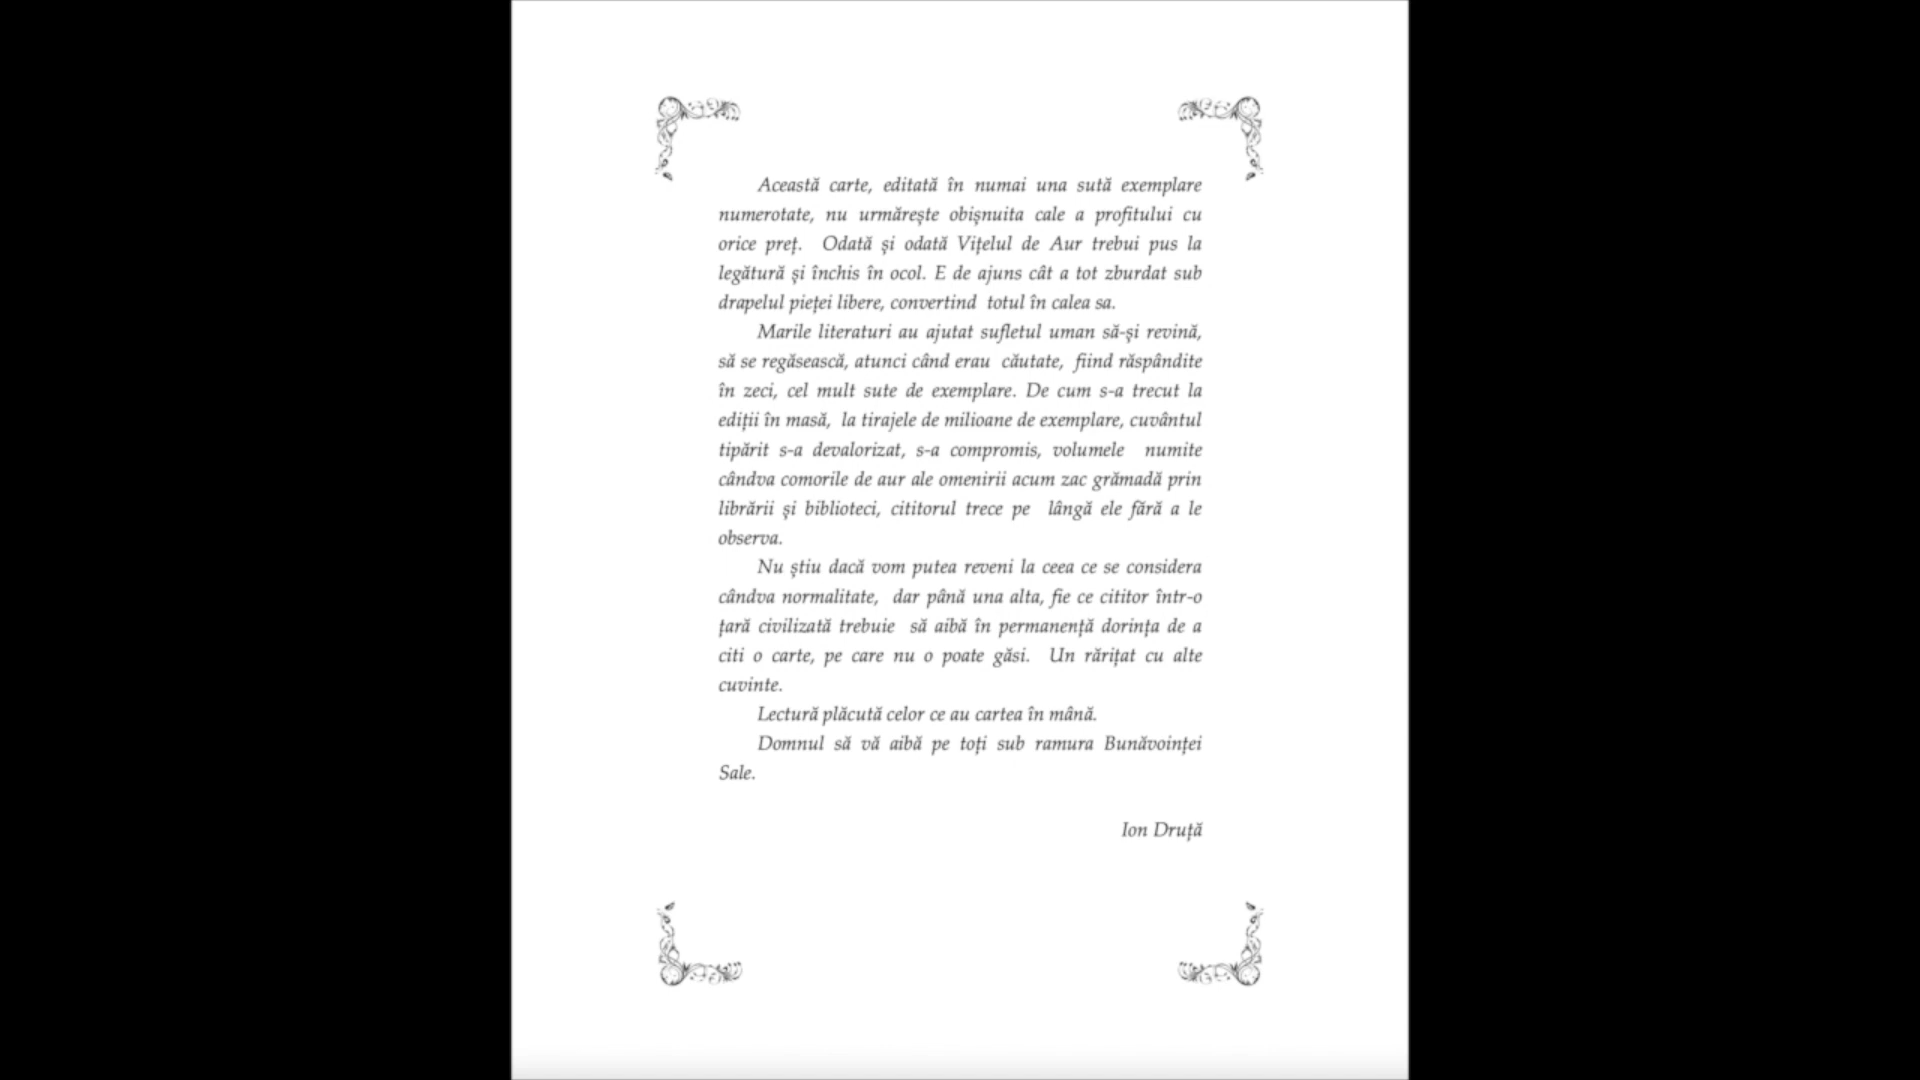 Această carte, editată în numai una sută exemplare
numerotate, nu urmărește obișnuita cale a profitului cu
orice preț. Odată și odată Vițelul de Aur trebui pus la
legătură și închis în ocol. E de ajuns cât a tot zburdat sub
drapelul pieței libere, convertind totul în calea sa.
Marile literaturi au ajutat sufletul uman să-și revină,
să se regăsească, atunci când erau căutate, fiind răspândite
în zeci, cel mult sute de exemplare. De cum s-a trecut la
ediții în masă, la tirajele de milioane de exemplare, cuvântul
tipărit s-a devalorizat, s-a compromis, volumele numite
cândva comorile de aur ale omenirii acum zac grămadă prin
librării și biblioteci, cititorul trece pe lângă ele fără a le
observa.
Nu știu dacă vom putea reveni la ceea ce se considera
cândva normalitate, dar până una alta, fie ce cititor într-o
țară civilizată trebuie să aibă în permanență dorința de a
citi o carte, pe care nu o poate găsi. Un rărițat cu alte
cuvinte.
Lectură plăcută celor ce au cartea în mână.
Domnul să vă aibă pe toți sub ramura Bunăvoinței
Sale.
Ion Druță